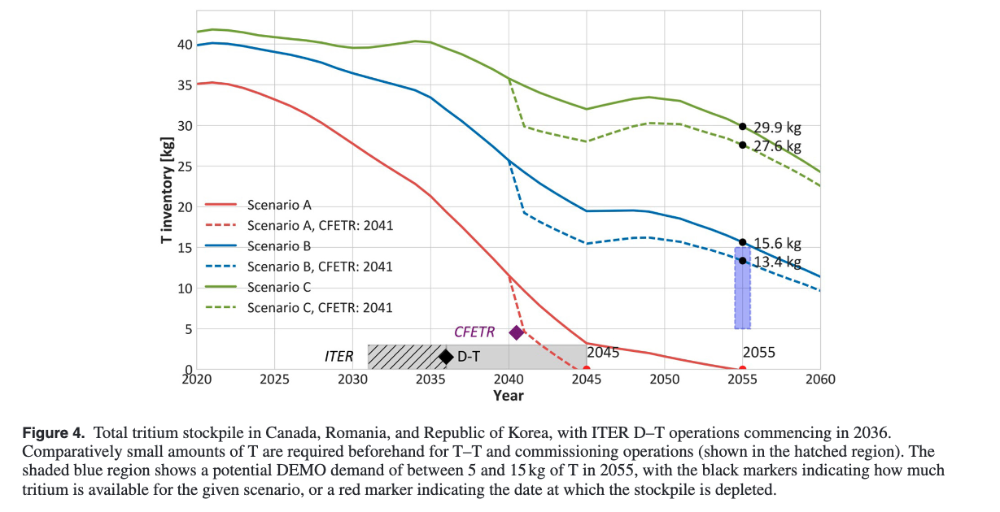 40
35
30
25
20
15
10
5
0
T inventory [kg]
29.9 kg
27.6 kg
15.6 kg
13.4 kg
Scenario A
Scenario A, CFETR: 2041
Scenario B
Scenario B, CFETR: 2041
Scenario C
Scenario C, CFETR: 2041
CFETR
ITER
D-T
2045
2055
2020
2025
2030
2035
2040
2045
2050
2055
2060
Year
Figure 4. Total tritium stockpile in Canada, Romania, and Republic of Korea, with ITER D–T operations commencing in 2036.
Comparatively small amounts of T are required beforehand for T–T and commissioning operations (shown in the hatched region). The
shaded blue region shows a potential DEMO demand of between 5 and 15 kg of T in 2055, with the black markers indicating how much
tritium is available for the given scenario, or a red marker indicating the date at which the stockpile is depleted.